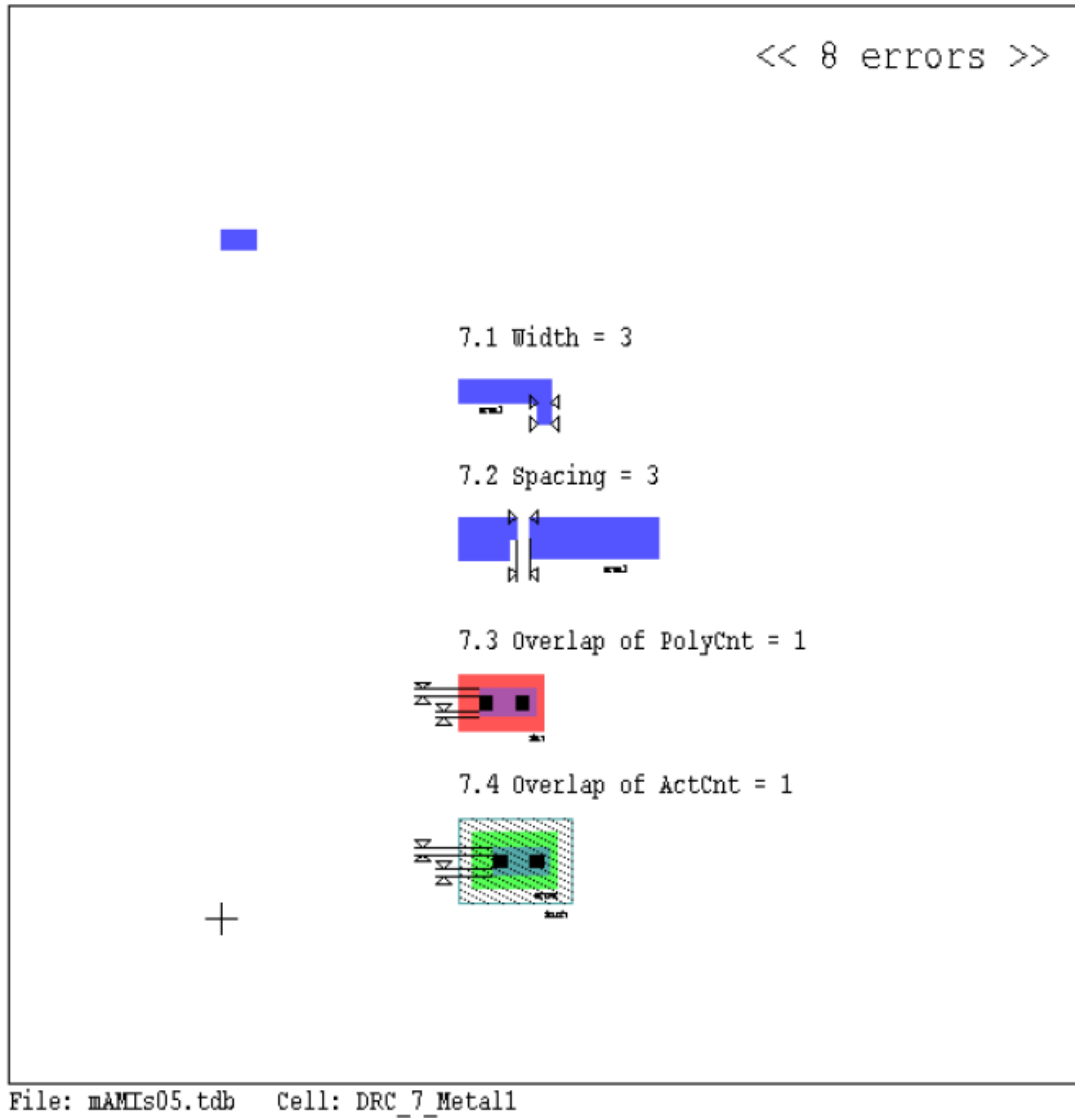 << 8 errors >>
7.1 Width = 3
7.2 Spacing = 3
7.3 Overlap of PolyCnt = 1
7.4 Overlap of ActCnt = 1
File: mAMIs05.tdb Cell: DRC_7_Metal1